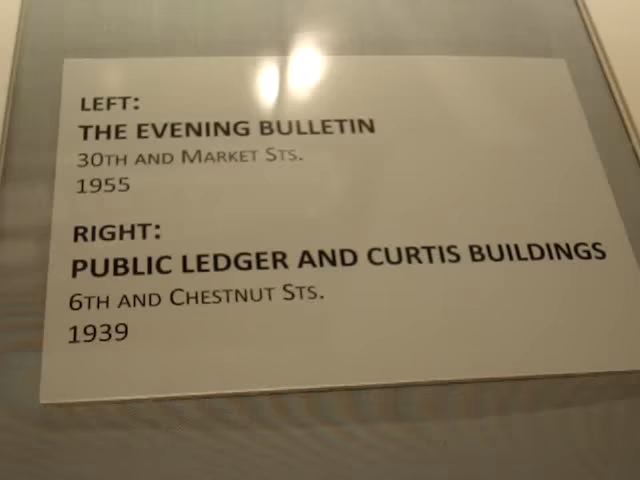 LEFT:
THE EVENING BULLETIN
30TH AND MARKET STS.
1955
RIGHT:
PUBLIC LEDGER AND CURTIS BUILDINGS
6TH AND CHESTNUT STS.
1939